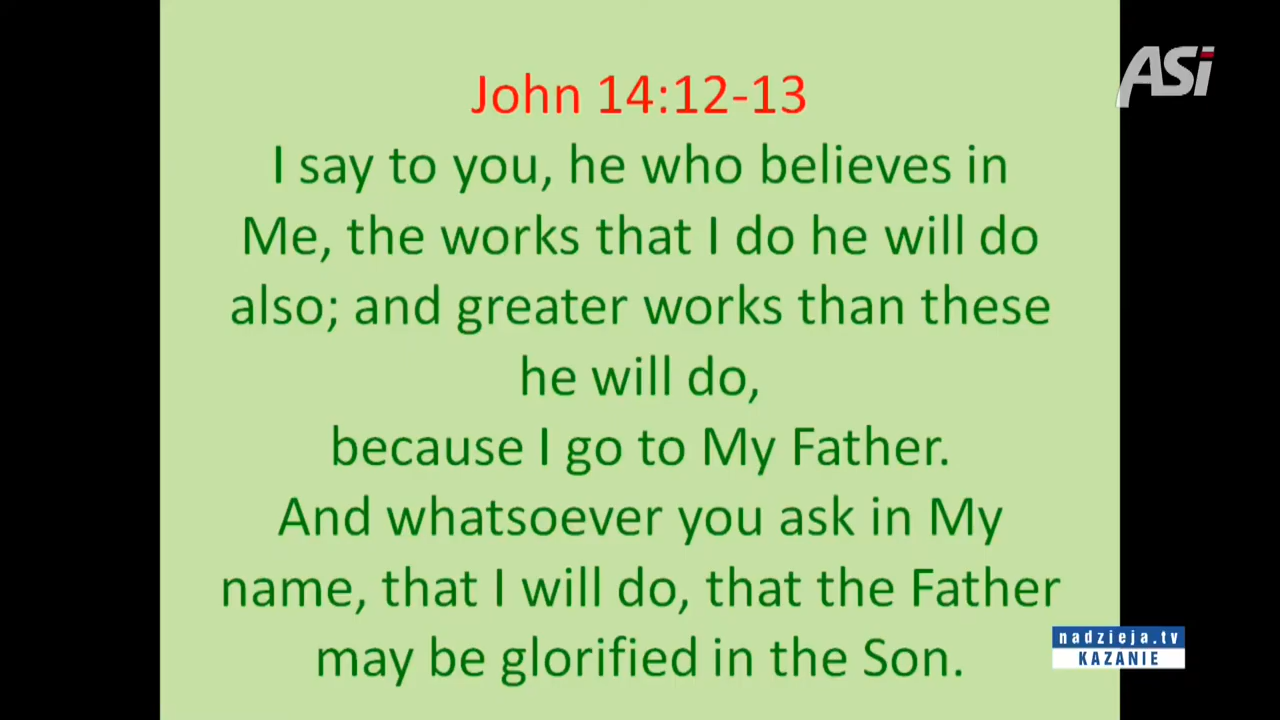 ASi
John 14:12-13
I say to you, he who believes in
Me, the works that I do he will do
also; and greater works than these
he will do,
because I go to My Father.
And whatsoever you ask in My
name, that I will do, that the Father
may be glorified in the Son.
nadzieja.tv
KAZANIE